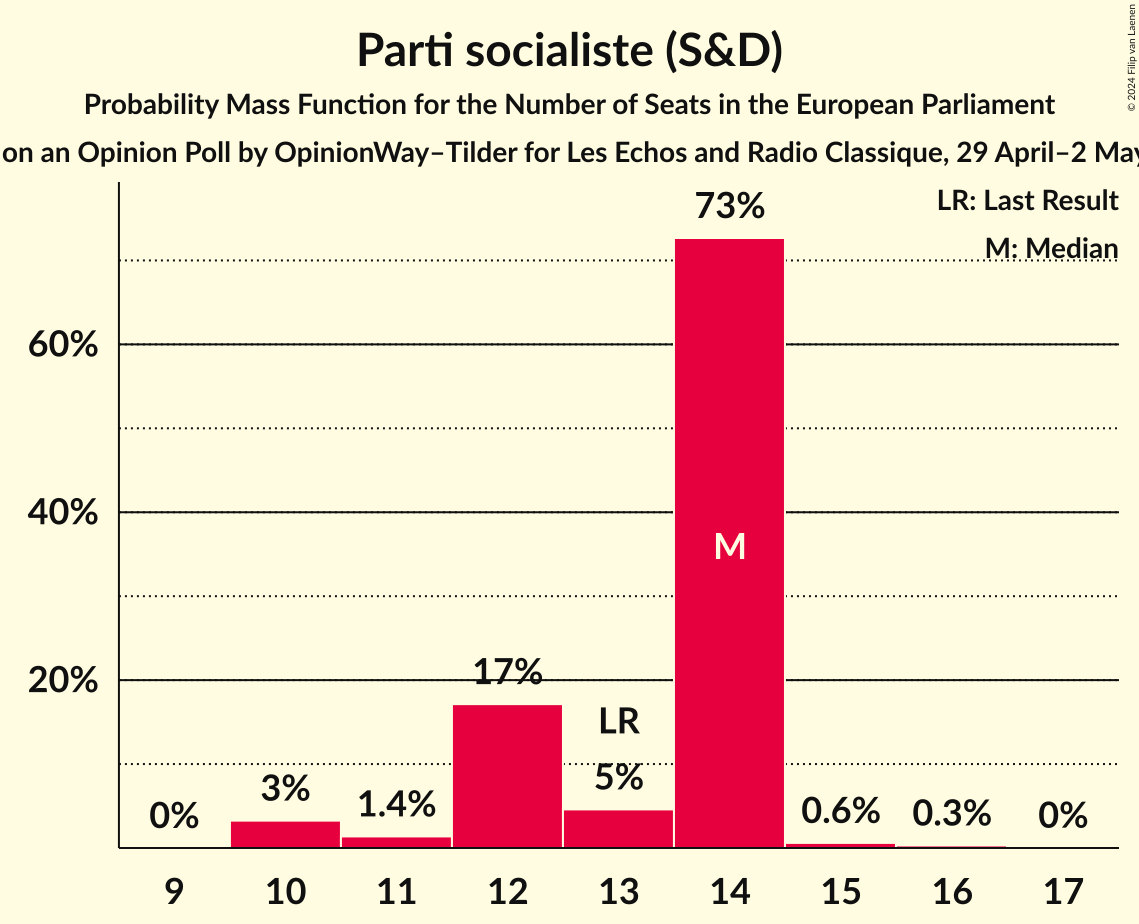 Parti socialiste (S&D)
Probability Mass Function for the Number of Seats in the European Parliament
on an Opinion Poll by OpinionWay–Tilder for Les Echos and Radio Classique, 29 April–2 May
© 2024 Filip van Laenen
LR: Last Result
M: Median
73%
60%
40%
M
20%
17%
LR
5%
3%
1.4%
0%
0.6%
0.3%
0%
9 10 11 12 13 14 15 16 17